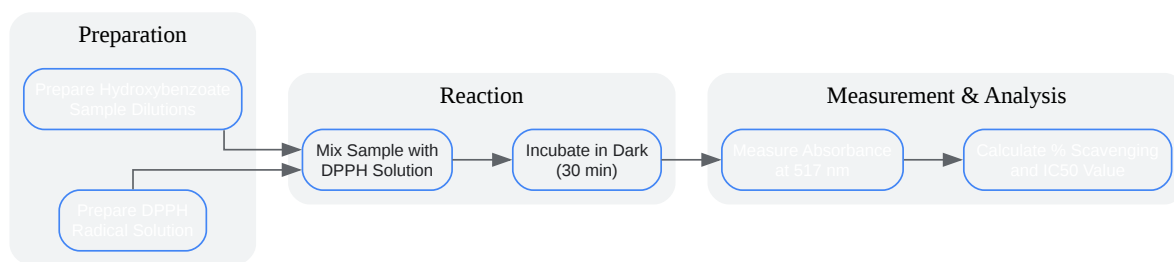 Preparation
Prepare Hydroxybenzoate
Sample Dilutions
Prepare DPPH
Radical Solution
Reaction
Mix Sample with
DPPH Solution
Incubate in Dark
(30 min)
Measurement & Analysis
Measure Absorbance
at 517 nm
Calculate % Scavenging
and IC50 Value